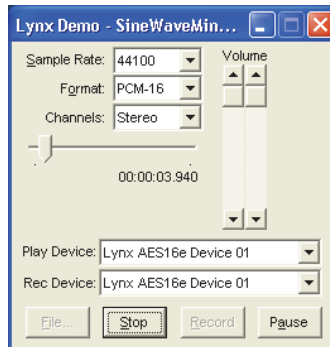 Lynx Demo - SineWaveMin...
Sample Rate: 44100
Volume
Format: PCM-16
Channels: Stereo
00:00:03.940
Play Device: Lynx AES16e Device 01
Rec Device: Lynx AES16e Device 01
File... Stop Record Pause